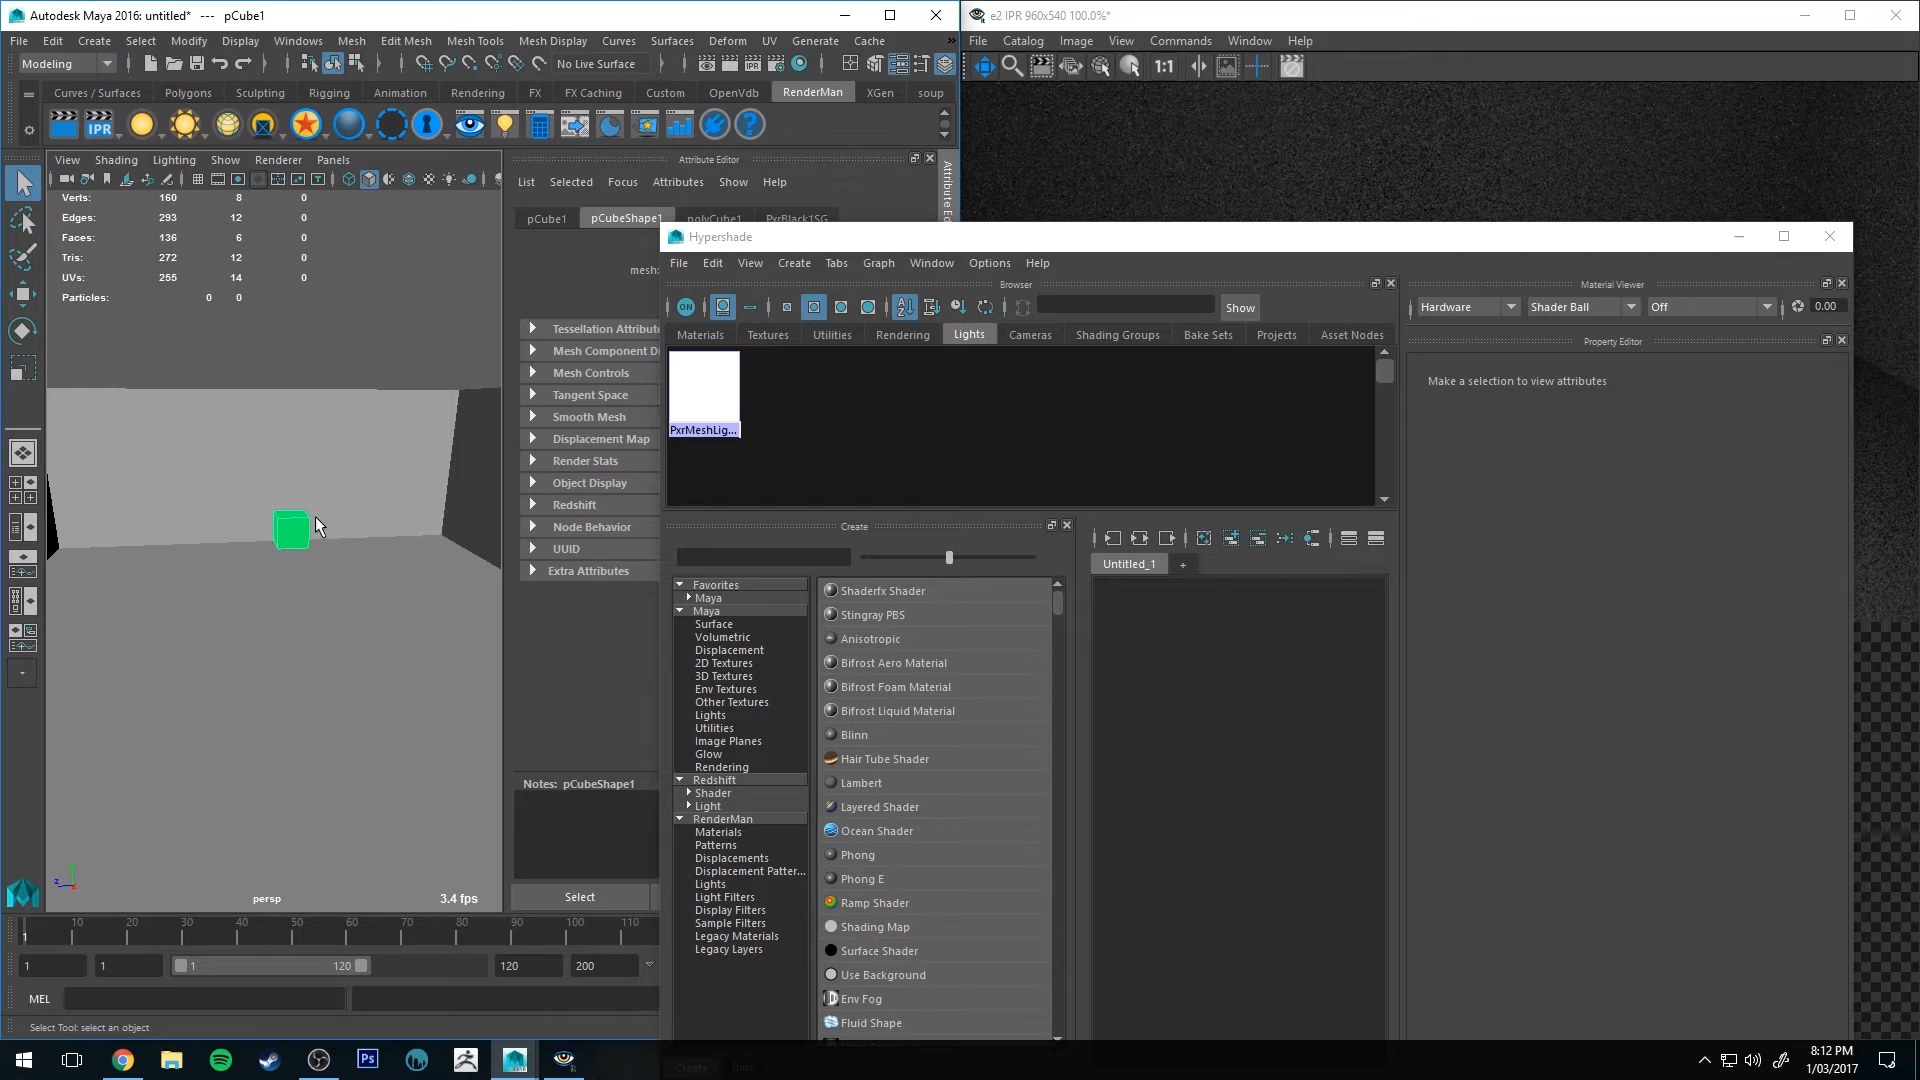 Autodesk Maya 2016: untitled* --- pCube1
e2 IPR 960x540 100.0%*
File Edit Create Select Modify Display Windows Mesh Edit Mesh Mesh Tools Mesh Display Curves Surfaces Deform UV Generate Cache
File Catalog Image View Commands Window Help
Modeling
No Live Surface
IPR
1:1
Curves / Surfaces Polygons Sculpting Rigging Animation Rendering FX FX Caching Custom OpenVdb RenderMan XGen soup
IPR
View Shading Lighting Show Renderer Panels
Attribute Editor
List Selected Focus Attributes Show Help
Verts: 160 8 0
Edges: 293 12 0
Faces: 136 6 0
Tris: 272 12 0
UVs: 255 14 0
Particles: 0 0
pCube1 pCubeShape1 polyCube1 PxrBlack1SG
mesh:
Tessellation Attribute
Mesh Component Di
Mesh Controls
Tangent Space
Smooth Mesh
Displacement Map
Render Stats
Object Display
Redshift
Node Behavior
UUID
Extra Attributes
Notes: pCubeShape1
Select
persp
3.4 fps
Hypershade
File Edit View Create Tabs Graph Window Options Help
Browser
ON
Show
Materials Textures Utilities Rendering Lights Cameras Shading Groups Bake Sets Projects Asset Nodes
PxrMeshLig...
Material Viewer
Hardware Shader Ball Off 0.00
Property Editor
Make a selection to view attributes
Create
Untitled_1 +
Favorites
Maya
Maya
Surface
Volumetric
Displacement
2D Textures
3D Textures
Env Textures
Other Textures
Lights
Utilities
Image Planes
Glow
Rendering
Redshift
Shader
Light
RenderMan
Materials
Patterns
Displacements
Displacement Patter...
Lights
Light Filters
Display Filters
Sample Filters
Legacy Materials
Legacy Layers
Shaderfx Shader
Stingray PBS
Anisotropic
Bifrost Aero Material
Bifrost Foam Material
Bifrost Liquid Material
Blinn
Hair Tube Shader
Lambert
Layered Shader
Ocean Shader
Phong
Phong E
Ramp Shader
Shading Map
Surface Shader
Use Background
Env Fog
Fluid Shape
Create
10 20 30 40 50 60 70 80 90 100 110
1
1 1 1 120 120 200
MEL
Select Tool: select an object
8:12 PM
1/03/2017